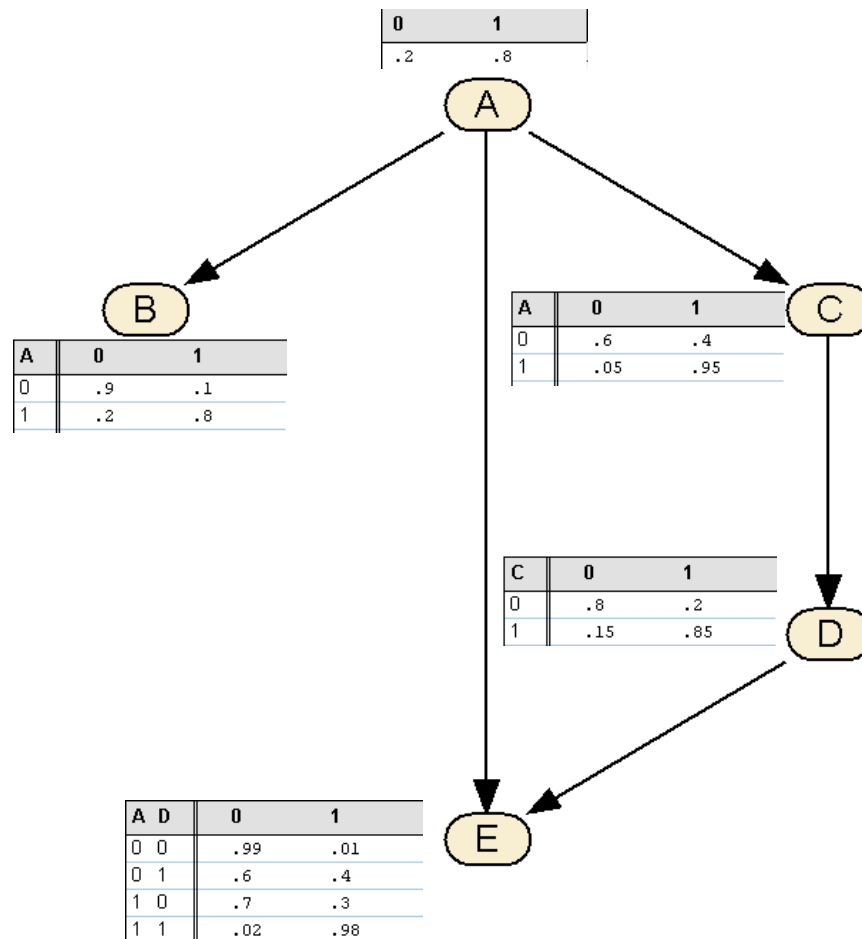 0 1
.2 .8
A
B
A 0 1
0 .9 .1
1 .2 .8
A 0 1
0 .6 .4
1 .05 .95
C
C 0 1
0 .8 .2
1 .15 .85
D
A D 0 1
0 0 .99 .01
0 1 .6 .4
1 0 .7 .3
1 1 .02 .98
E